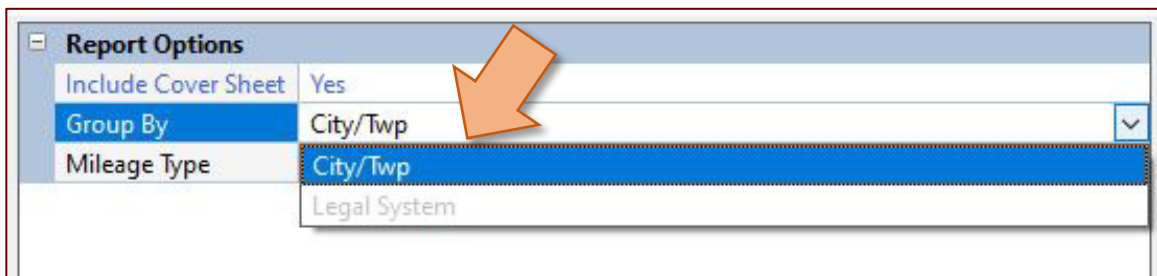 Report Options
Include Cover Sheet Yes
Group By City/Twp
Mileage Type City/Twp
Legal System